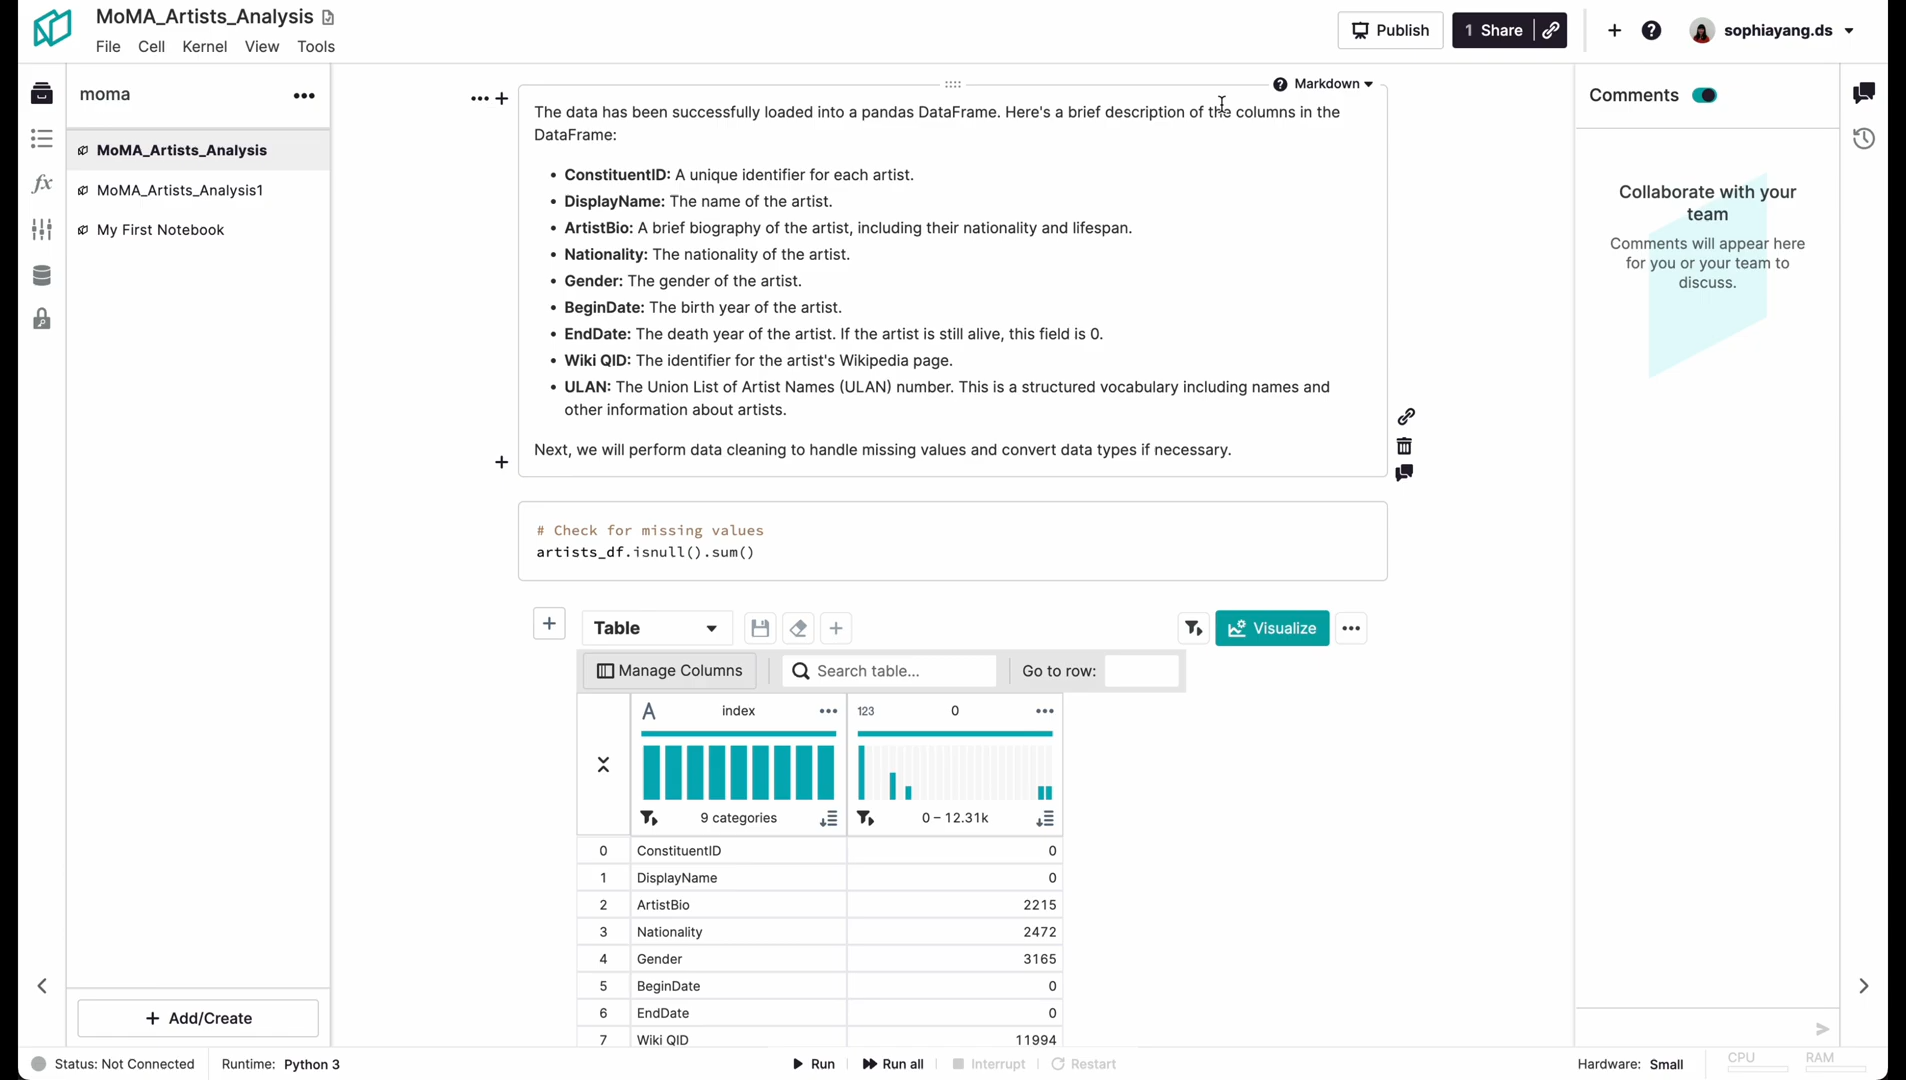 MoMA_Artists_Analysis
File Cell Kernel View Tools
Publish
1 Share
sophiayang.ds
moma
MoMA_Artists_Analysis
MoMA_Artists_Analysis1
My First Notebook
Add/Create
Markdown
The data has been successfully loaded into a pandas DataFrame. Here's a brief description of the columns in the
DataFrame:
• ConstituentID: A unique identifier for each artist.
• DisplayName: The name of the artist.
• ArtistBio: A brief biography of the artist, including their nationality and lifespan.
• Nationality: The nationality of the artist.
• Gender: The gender of the artist.
• BeginDate: The birth year of the artist.
• EndDate: The death year of the artist. If the artist is still alive, this field is 0.
• Wiki QID: The identifier for the artist's Wikipedia page.
• ULAN: The Union List of Artist Names (ULAN) number. This is a structured vocabulary including names and
other information about artists.
Next, we will perform data cleaning to handle missing values and convert data types if necessary.
# Check for missing values
artists_df.isnull().sum()
Table
Visualize
Manage Columns
Search table...
Go to row:
A index
123 0
9 categories
0 – 12.31k
0 ConstituentID 0
1 DisplayName 0
2 ArtistBio 2215
3 Nationality 2472
4 Gender 3165
5 BeginDate 0
6 EndDate 0
7 Wiki QID 11994
Comments
Collaborate with your
team
Comments will appear here
for you or your team to
discuss.
Status: Not Connected
Runtime: Python 3
Run
Run all
Interrupt
Restart
Hardware: Small
CPU
RAM